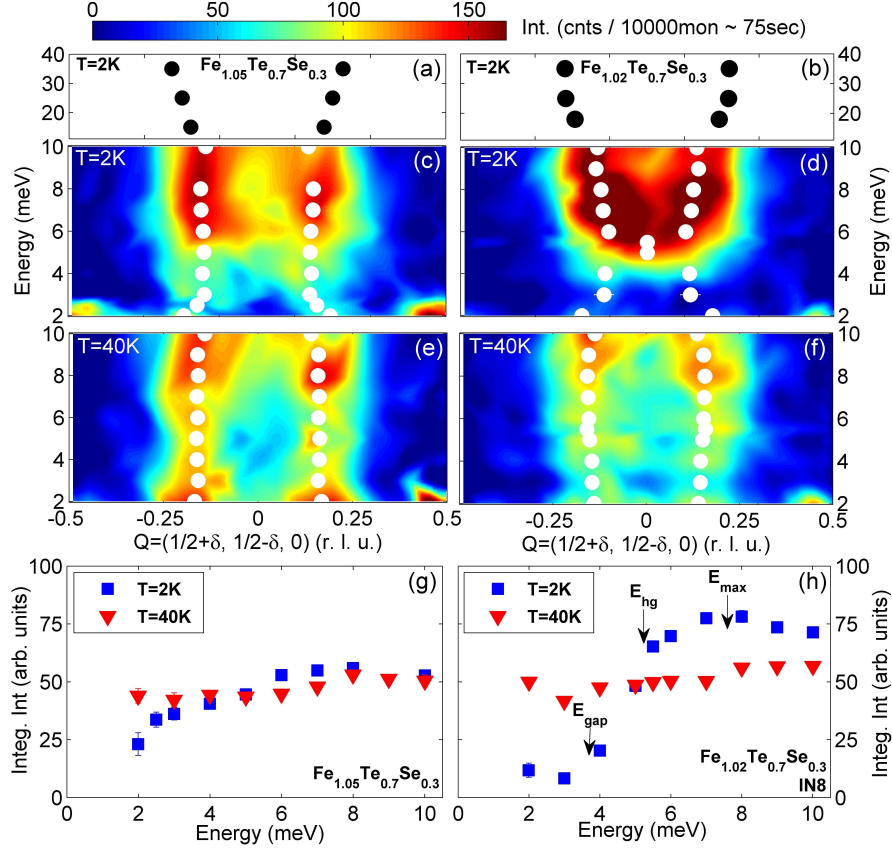 0 50 100 150 Int. (cnts / 10000mon ~ 75sec)
T=2K Fe1.05Te0.7Se0.3 (a)
40
30
20
T=2K Fe1.02Te0.7Se0.3 (b)
40
30
20
T=2K (c)
10
8
6
4
2
Energy (meV)
T=2K (d)
10
8
6
4
2
Energy (meV)
T=40K (e)
10
8
6
4
2
-0.5 -0.25 0 0.25
Q=(1/2+δ, 1/2-δ, 0) (r. l. u.)
T=40K (f)
10
8
6
4
2
-0.25 0 0.25 0.5
Q=(1/2+δ, 1/2-δ, 0) (r. l. u.)
100
75
50
25
0
Integ. Int (arb. units)
T=2K
T=40K
(g)
Fe1.05Te0.7Se0.3
0 2 4 6 8 10
Energy (meV)
T=2K
T=40K
Ehg
Emax
(h)
Egap
Fe1.02Te0.7Se0.3
IN8
100
75
50
25
0
Integ. Int (arb. units)
0 2 4 6 8 10
Energy (meV)